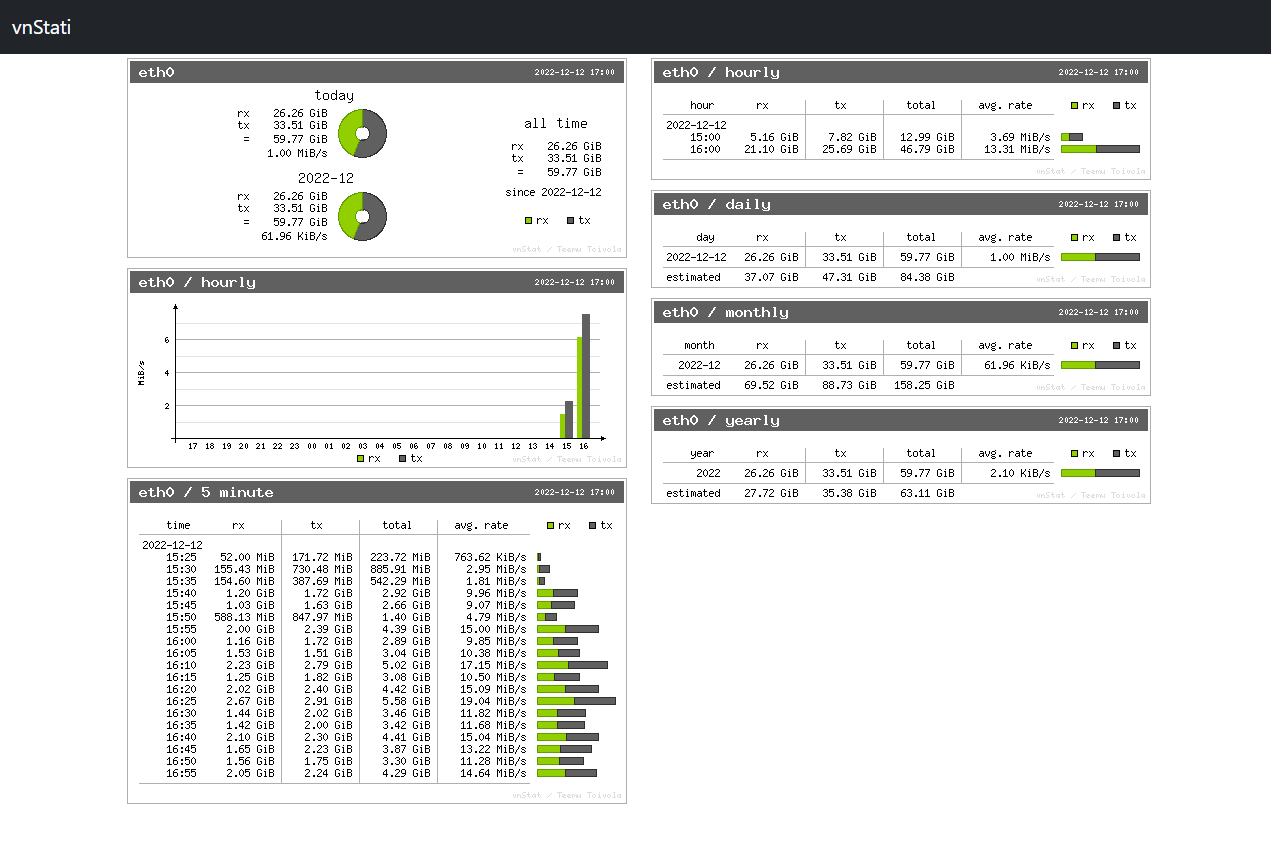 vnStati
eth0 2022-12-12 17:00
today
rx 26.26 GiB
tx 33.51 GiB
= 59.77 GiB
1.00 MiB/s
2022-12
rx 26.26 GiB
tx 33.51 GiB
= 59.77 GiB
61.96 KiB/s
all time
rx 26.26 GiB
tx 33.51 GiB
= 59.77 GiB
since 2022-12-12
rx tx
vnStat / Teemu Toivola
eth0 / hourly 2022-12-12 17:00
MiB/s
6
4
2
17 18 19 20 21 22 23 00 01 02 03 04 05 06 07 08 09 10 11 12 13 14 15 16
rx tx
vnStat / Teemu Toivola
eth0 / 5 minute 2022-12-12 17:00
time rx tx total avg. rate rx tx
2022-12-12
15:25 52.00 MiB 171.72 MiB 223.72 MiB 763.62 KiB/s
15:30 155.43 MiB 730.48 MiB 885.91 MiB 2.95 MiB/s
15:35 154.60 MiB 387.69 MiB 542.29 MiB 1.81 MiB/s
15:40 1.20 GiB 1.72 GiB 2.92 GiB 9.96 MiB/s
15:45 1.03 GiB 1.63 GiB 2.66 GiB 9.07 MiB/s
15:50 588.13 MiB 847.97 MiB 1.40 GiB 4.79 MiB/s
15:55 2.00 GiB 2.39 GiB 4.39 GiB 15.00 MiB/s
16:00 1.16 GiB 1.72 GiB 2.89 GiB 9.85 MiB/s
16:05 1.53 GiB 1.51 GiB 3.04 GiB 10.38 MiB/s
16:10 2.23 GiB 2.79 GiB 5.02 GiB 17.15 MiB/s
16:15 1.25 GiB 1.82 GiB 3.08 GiB 10.50 MiB/s
16:20 2.02 GiB 2.40 GiB 4.42 GiB 15.09 MiB/s
16:25 2.67 GiB 2.91 GiB 5.58 GiB 19.04 MiB/s
16:30 1.44 GiB 2.02 GiB 3.46 GiB 11.82 MiB/s
16:35 1.42 GiB 2.00 GiB 3.42 GiB 11.68 MiB/s
16:40 2.10 GiB 2.30 GiB 4.41 GiB 15.04 MiB/s
16:45 1.65 GiB 2.23 GiB 3.87 GiB 13.22 MiB/s
16:50 1.56 GiB 1.75 GiB 3.30 GiB 11.28 MiB/s
16:55 2.05 GiB 2.24 GiB 4.29 GiB 14.64 MiB/s
vnStat / Teemu Toivola
eth0 / hourly 2022-12-12 17:00
hour rx tx total avg. rate rx tx
2022-12-12
15:00 5.16 GiB 7.82 GiB 12.99 GiB 3.69 MiB/s
16:00 21.10 GiB 25.69 GiB 46.79 GiB 13.31 MiB/s
vnStat / Teemu Toivola
eth0 / daily 2022-12-12 17:00
day rx tx total avg. rate rx tx
2022-12-12 26.26 GiB 33.51 GiB 59.77 GiB 1.00 MiB/s
estimated 37.07 GiB 47.31 GiB 84.38 GiB
vnStat / Teemu Toivola
eth0 / monthly 2022-12-12 17:00
month rx tx total avg. rate rx tx
2022-12 26.26 GiB 33.51 GiB 59.77 GiB 61.96 KiB/s
estimated 69.52 GiB 88.73 GiB 158.25 GiB
vnStat / Teemu Toivola
eth0 / yearly 2022-12-12 17:00
year rx tx total avg. rate rx tx
2022 26.26 GiB 33.51 GiB 59.77 GiB 2.10 KiB/s
estimated 27.72 GiB 35.38 GiB 63.11 GiB
vnStat / Teemu Toivola